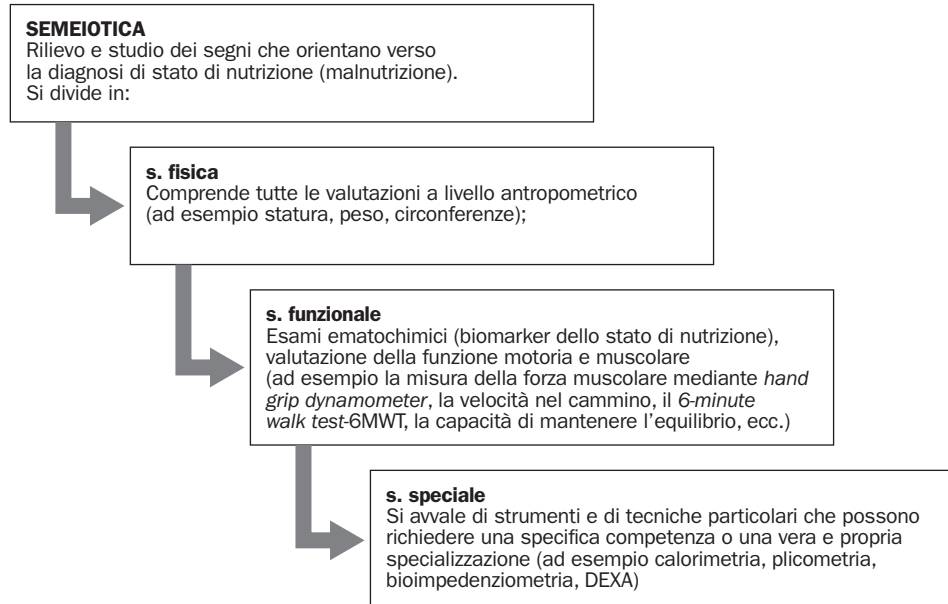 SEMEIOTICA
Rilievo e studio dei segni che orientano verso
la diagnosi di stato di nutrizione (malnutrizione).
Si divide in:
s. fisica
Comprende tutte le valutazioni a livello antropometrico
(ad esempio statura, peso, circonferenze);
s. funzionale
Esami ematochimici (biomarker dello stato di nutrizione),
valutazione della funzione motoria e muscolare
(ad esempio la misura della forza muscolare mediante hand
grip dynamometer, la velocità nel cammino, il 6-minute
walk test-6MWT, la capacità di mantenere l'equilibrio, ecc.)
s. speciale
Si avvale di strumenti e di tecniche particolari che possono
richiedere una specifica competenza o una vera e propria
specializzazione (ad esempio calorimetria, plicometria,
bioimpedenziometria, DEXA)